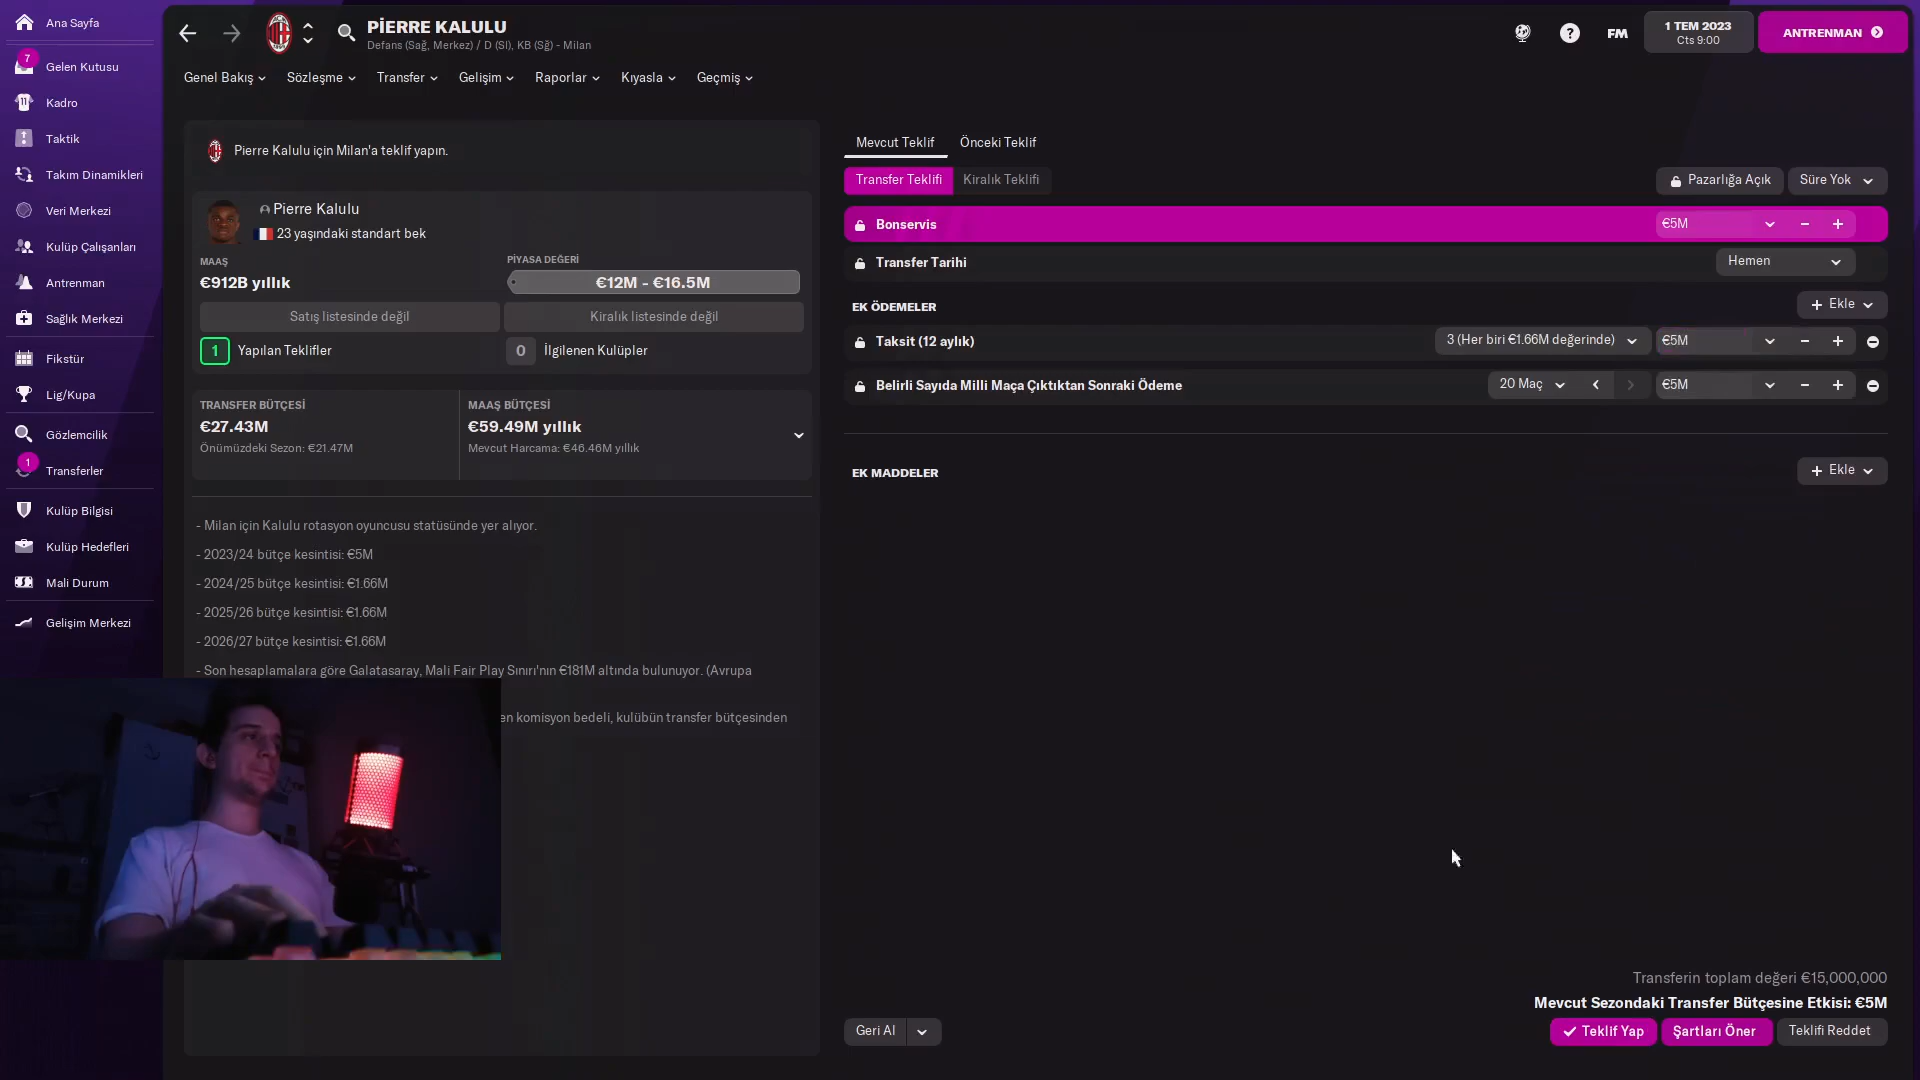 Ana Sayfa
7
Gelen Kutusu
Kadro
Taktik
Takım Dinamikleri
Veri Merkezi
Kulüp Çalışanları
Antrenman
Sağlık Merkezi
Fikstür
Lig/Kupa
Gözlemcilik
1
Transferler
Kulüp Bilgisi
Kulüp Hedefleri
Mali Durum
Gelişim Merkezi
PİERRE KALULU
Defans (Sağ, Merkez) / D (Sl), KB (Sğ) - Milan
FM
1 TEM 2023
Cts 9:00
ANTRENMAN
Genel Bakış
Sözleşme
Transfer
Gelişim
Raporlar
Kıyasla
Geçmiş
Pierre Kalulu için Milan'a teklif yapın.
Pierre Kalulu
23 yaşındaki standart bek
MAAŞ
€912B yıllık
PİYASA DEĞERİ
€12M - €16.5M
Satış listesinde değil
Kiralık listesinde değil
1 Yapılan Teklifler
0 İlgilenen Kulüpler
TRANSFER BÜTÇESİ
€27.43M
Önümüzdeki Sezon: €21.47M
MAAŞ BÜTÇESİ
€59.49M yıllık
Mevcut Harcama: €46.46M yıllık
- Milan için Kalulu rotasyon oyuncusu statüsünde yer alıyor.
- 2023/24 bütçe kesintisi: €5M
- 2024/25 bütçe kesintisi: €1.66M
- 2025/26 bütçe kesintisi: €1.66M
- 2026/27 bütçe kesintisi: €1.66M
- Son hesaplamalara göre Galatasaray, Mali Fair Play Sınırı'nın €181M altında bulunuyor. (Avrupa
en komisyon bedeli, kulübün transfer bütçesinden
Mevcut Teklif
Önceki Teklif
Transfer Teklifi
Kiralık Teklifi
Pazarlığa Açık
Süre Yok
Bonservis
€5M
Transfer Tarihi
Hemen
EK ÖDEMELER
Ekle
Taksit (12 aylık)
3 (Her biri €1.66M değerinde)
€5M
Belirli Sayıda Milli Maça Çıktıktan Sonraki Ödeme
20 Maç
€5M
EK MADDELER
Ekle
Transferin toplam değeri €15,000,000
Mevcut Sezondaki Transfer Bütçesine Etkisi: €5M
Geri Al
Teklif Yap
Şartları Öner
Teklifi Reddet